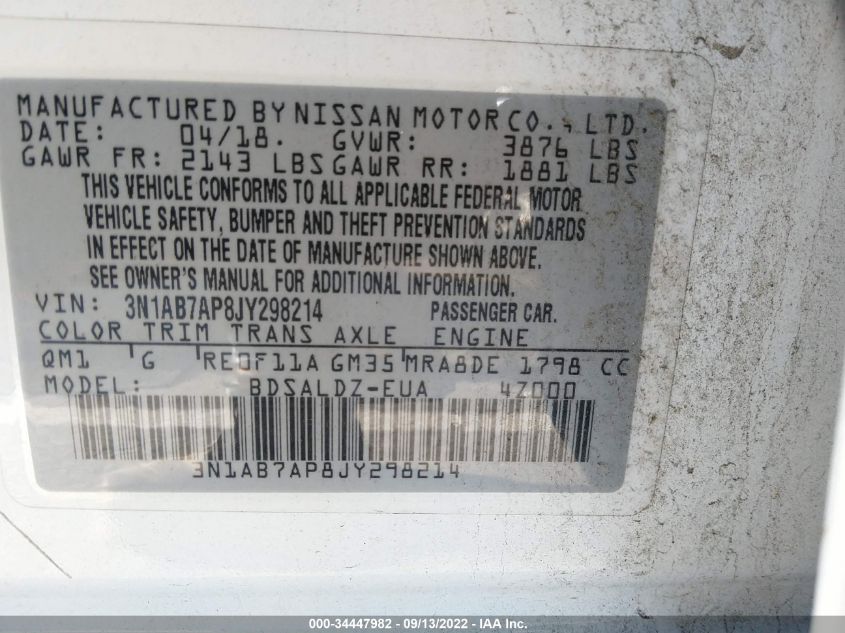 MANUFACTURED BY NISSAN MOTOR CO., LTD.
DATE: 04/18. GVWR: 3876 LBS
GAWR FR: 2143 LBS GAWR RR: 1881 LBS
THIS VEHICLE CONFORMS TO ALL APPLICABLE FEDERAL MOTOR
VEHICLE SAFETY, BUMPER AND THEFT PREVENTION STANDARDS
IN EFFECT ON THE DATE OF MANUFACTURE SHOWN ABOVE.
SEE OWNER'S MANUAL FOR ADDITIONAL INFORMATION.
VIN: 3N1AB7AP8JY298214 PASSENGER CAR.
COLOR TRIM TRANS AXLE ENGINE
QM1 G RE0F11A GM35 MRA8DE 1798 CC
MODEL: BDSALDZ-EUA 4Z000
3N1AB7AP8JY298214
000-34447982 - 09/13/2022 - IAA Inc.